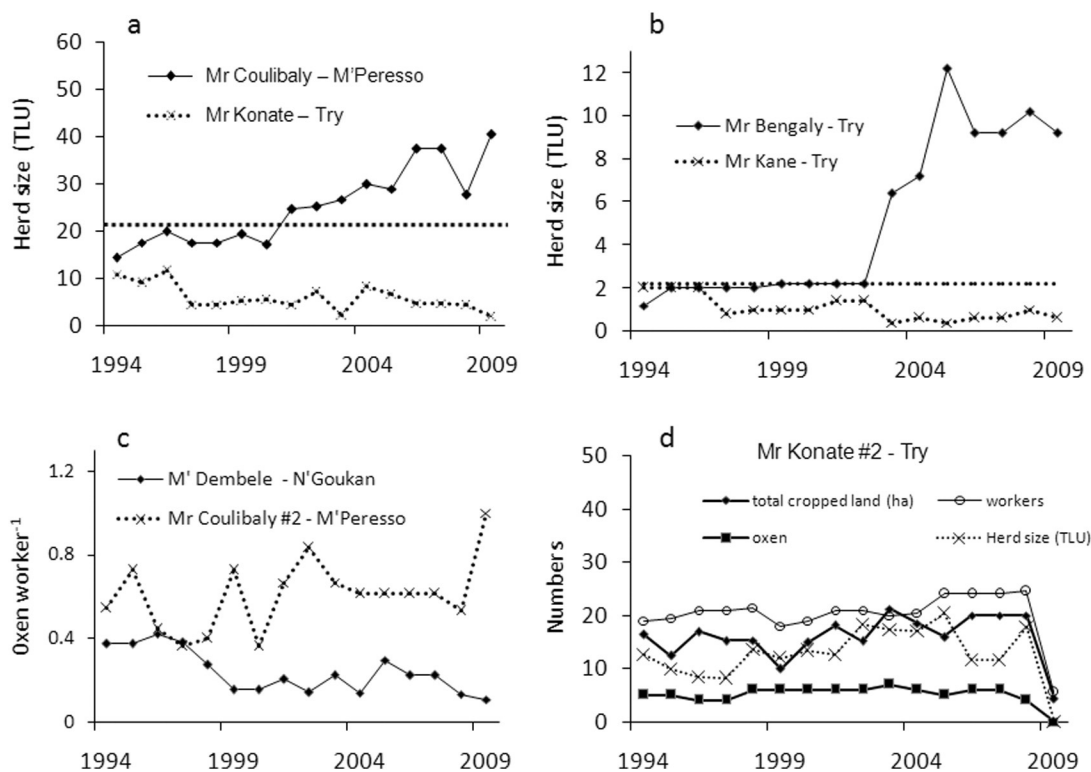 a
60
50
40
30
20
10
0
Herd size (TLU)
Mr Coulibaly – M'Peresso
Mr Konate – Try
1994 1999 2004 2009
b
12
10
8
6
4
2
0
Herd size (TLU)
Mr Bengaly - Try
Mr Kane - Try
1994 1999 2004 2009
c
1.2
0.8
0.4
0
Oxen worker-1
M' Dembele - N'Goukan
Mr Coulibaly #2 - M'Peresso
1994 1999 2004 2009
d
Mr Konate #2 - Try
50
40
30
20
10
0
Numbers
total cropped land (ha) workers
oxen Herd size (TLU)
1994 1999 2004 2009